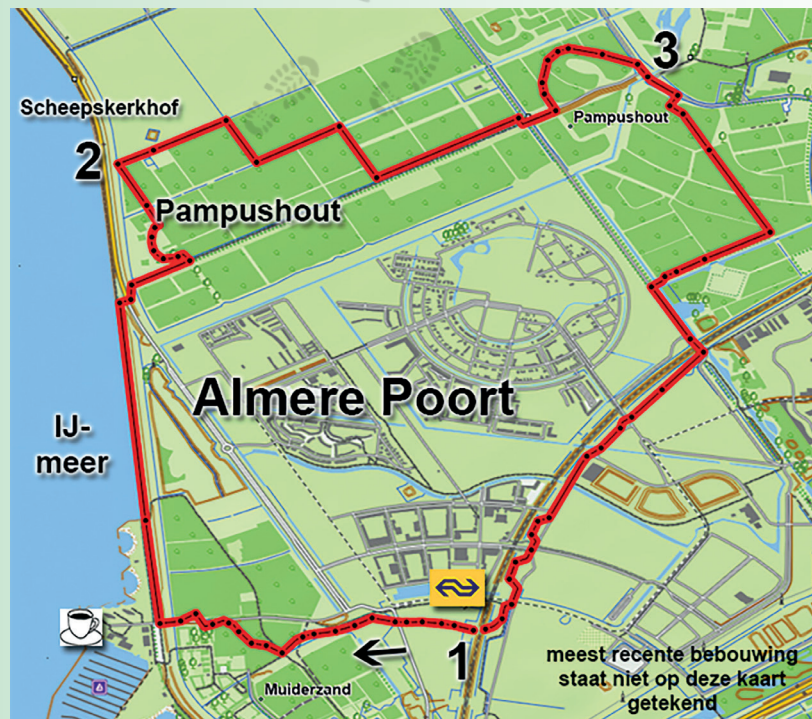 3
Scheepskerkhof
Pampushout
2
Pampushout
Almere Poort
IJ-
meer
1
meest recente bebouwing
staat niet op deze kaart
getekend
Muiderzand